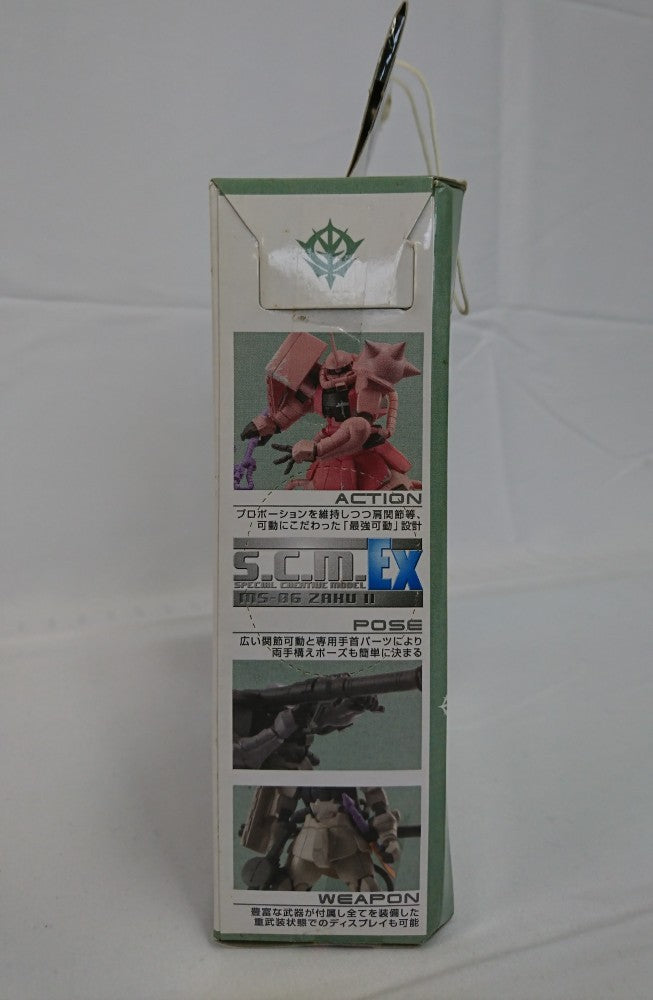 ACTION
プロポーションを維持しつつ肩関節等、
可動にこだわった「最強可動」設計
S.C.M.EX
SPECIAL CREATIVE MODEL
MS-06 ZAKU II
POSE
広い関節可動と専用手首パーツにより
両手構えポーズも簡単に決まる
WEAPON
豊富な武器が付属し全てを装備した
重武装状態でのディスプレイも可能